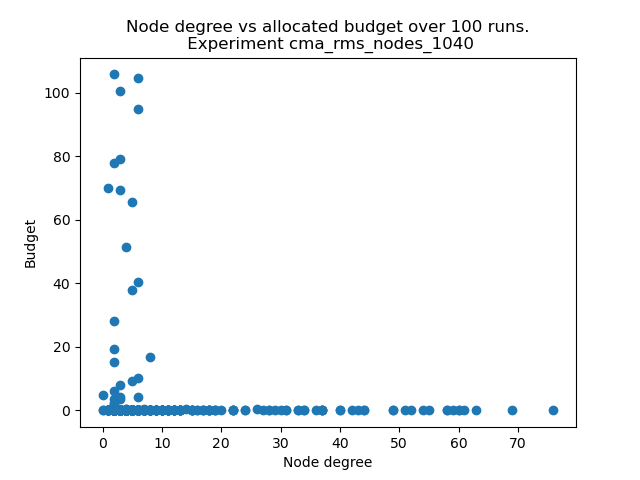 Node degree vs allocated budget over 100 runs.
Experiment cma_rms_nodes_1040
100
80
60
40
20
0
Budget
0 10 20 30 40 50 60 70
Node degree